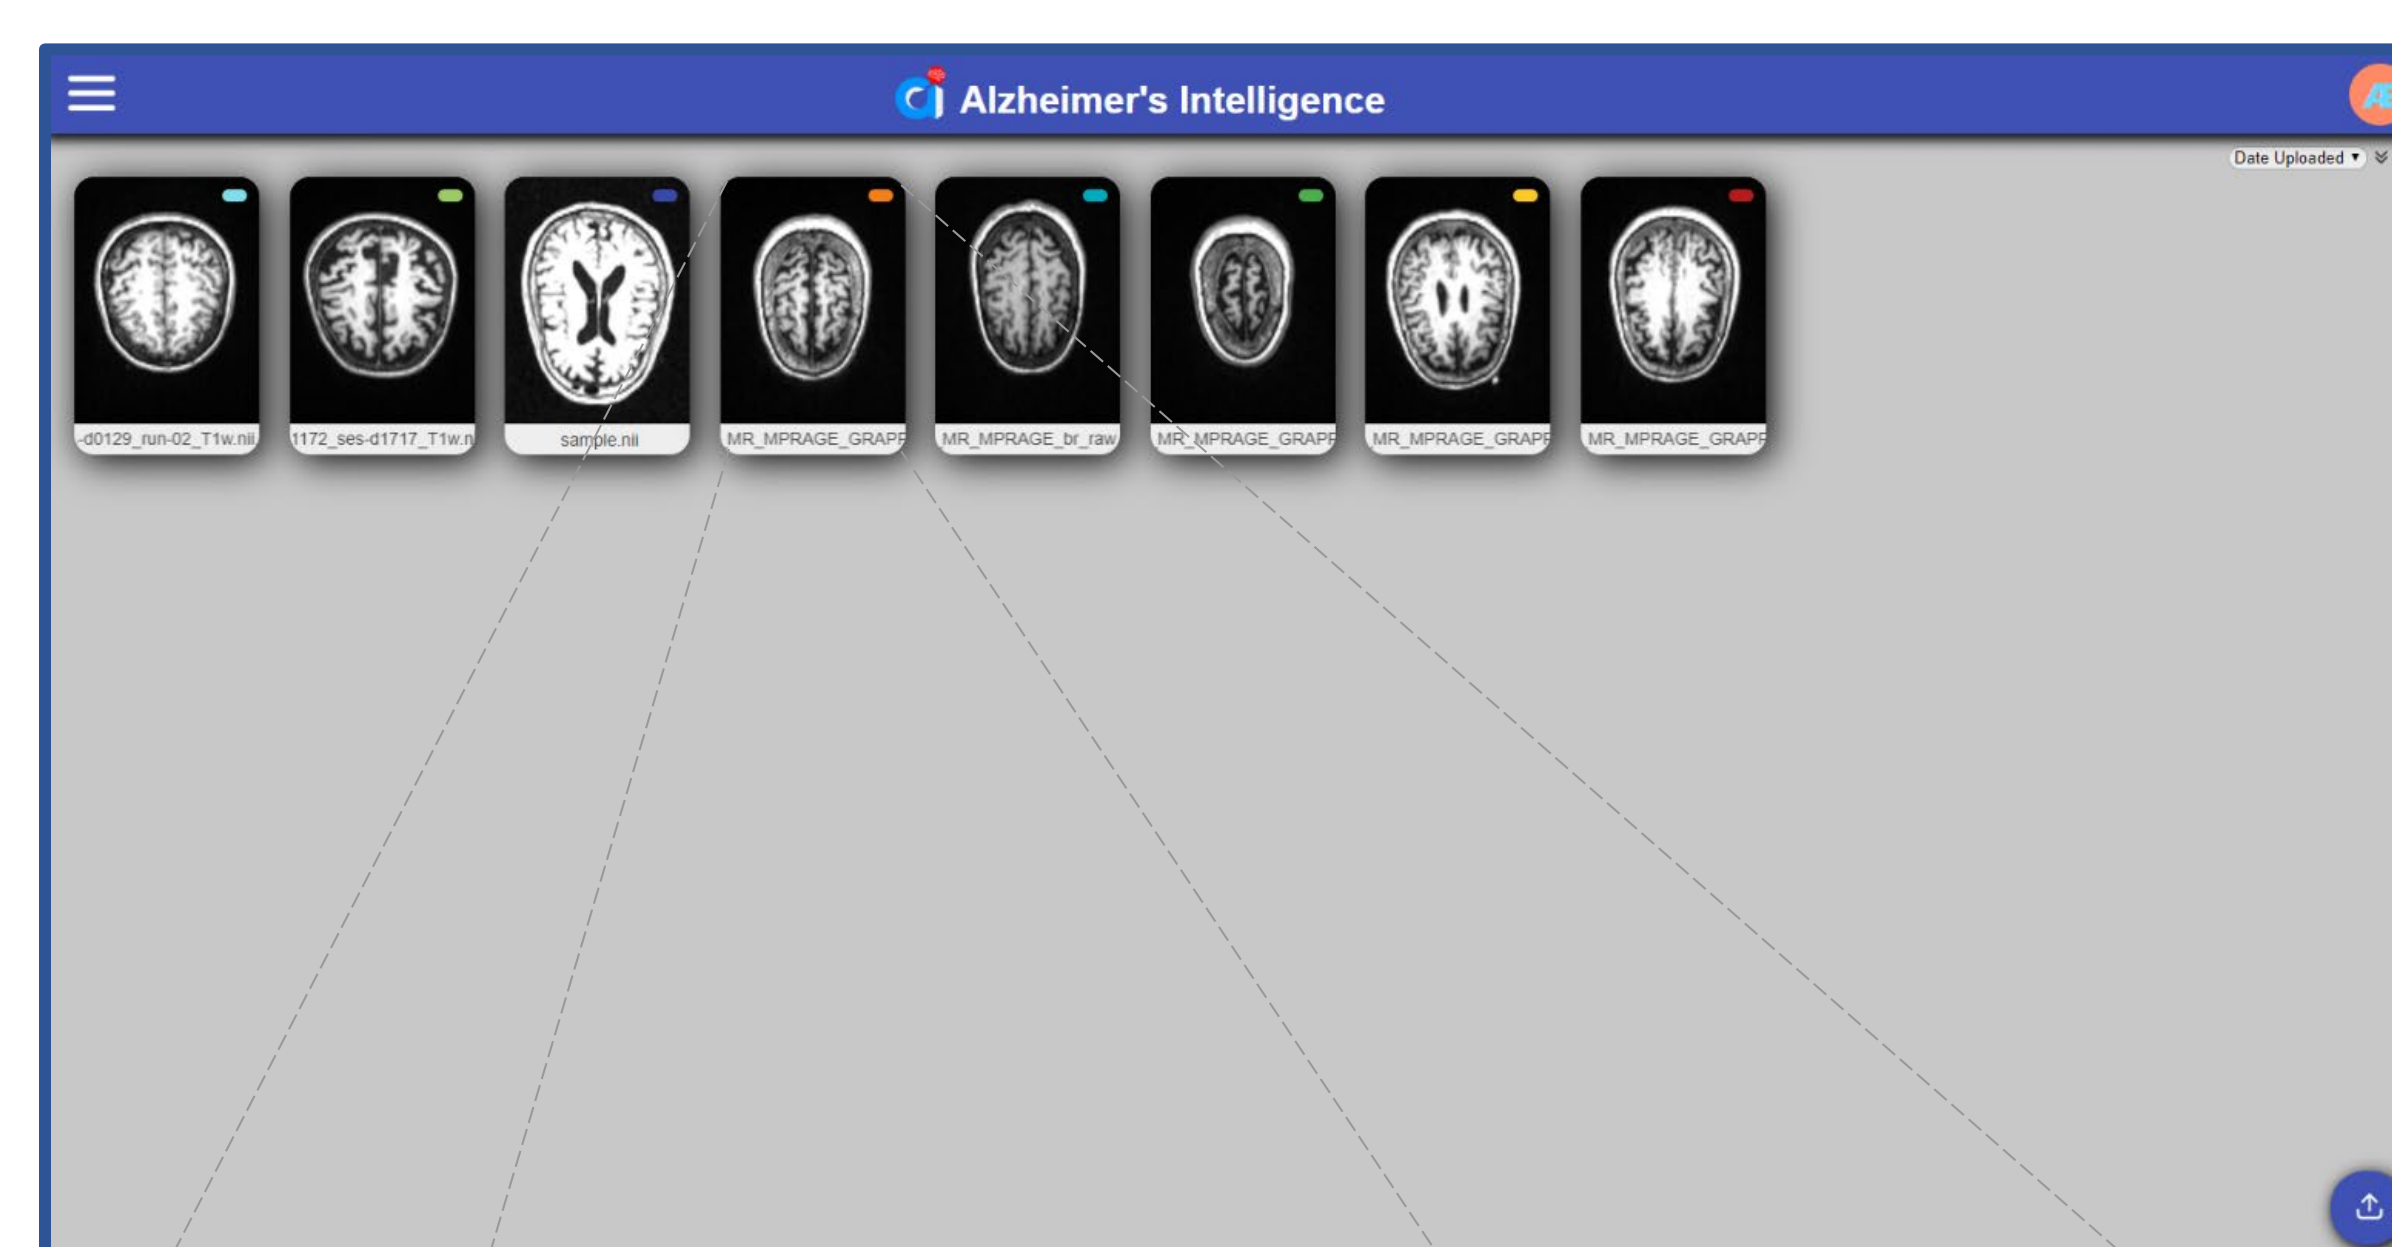 Alzheimer's Intelligence
Date Uploaded
-d0129_run-02_T1w.nii.
1172_ses-d1717_T1w.n
sample.nii
MR_MPRAGE_GRAPP
MR_MPRAGE_br_raw
MR_MPRAGE_GRAPP
MR_MPRAGE_GRAPP
MR_MPRAGE_GRAPP